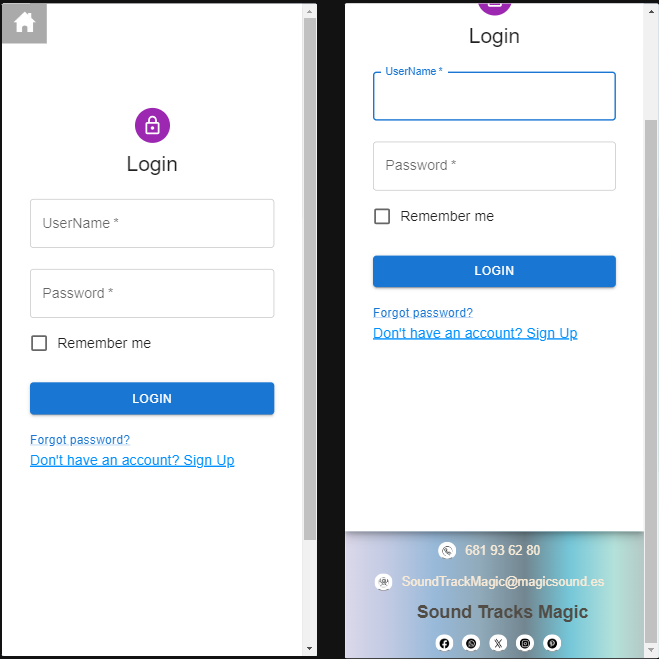 Login
UserName *
Password *
Remember me
LOGIN
Forgot password?
Don't have an account? Sign Up
Login
UserName *
Password *
Remember me
LOGIN
Forgot password?
Don't have an account? Sign Up
681 93 62 80
SoundTrackMagic@magicsound.es
Sound Tracks Magic